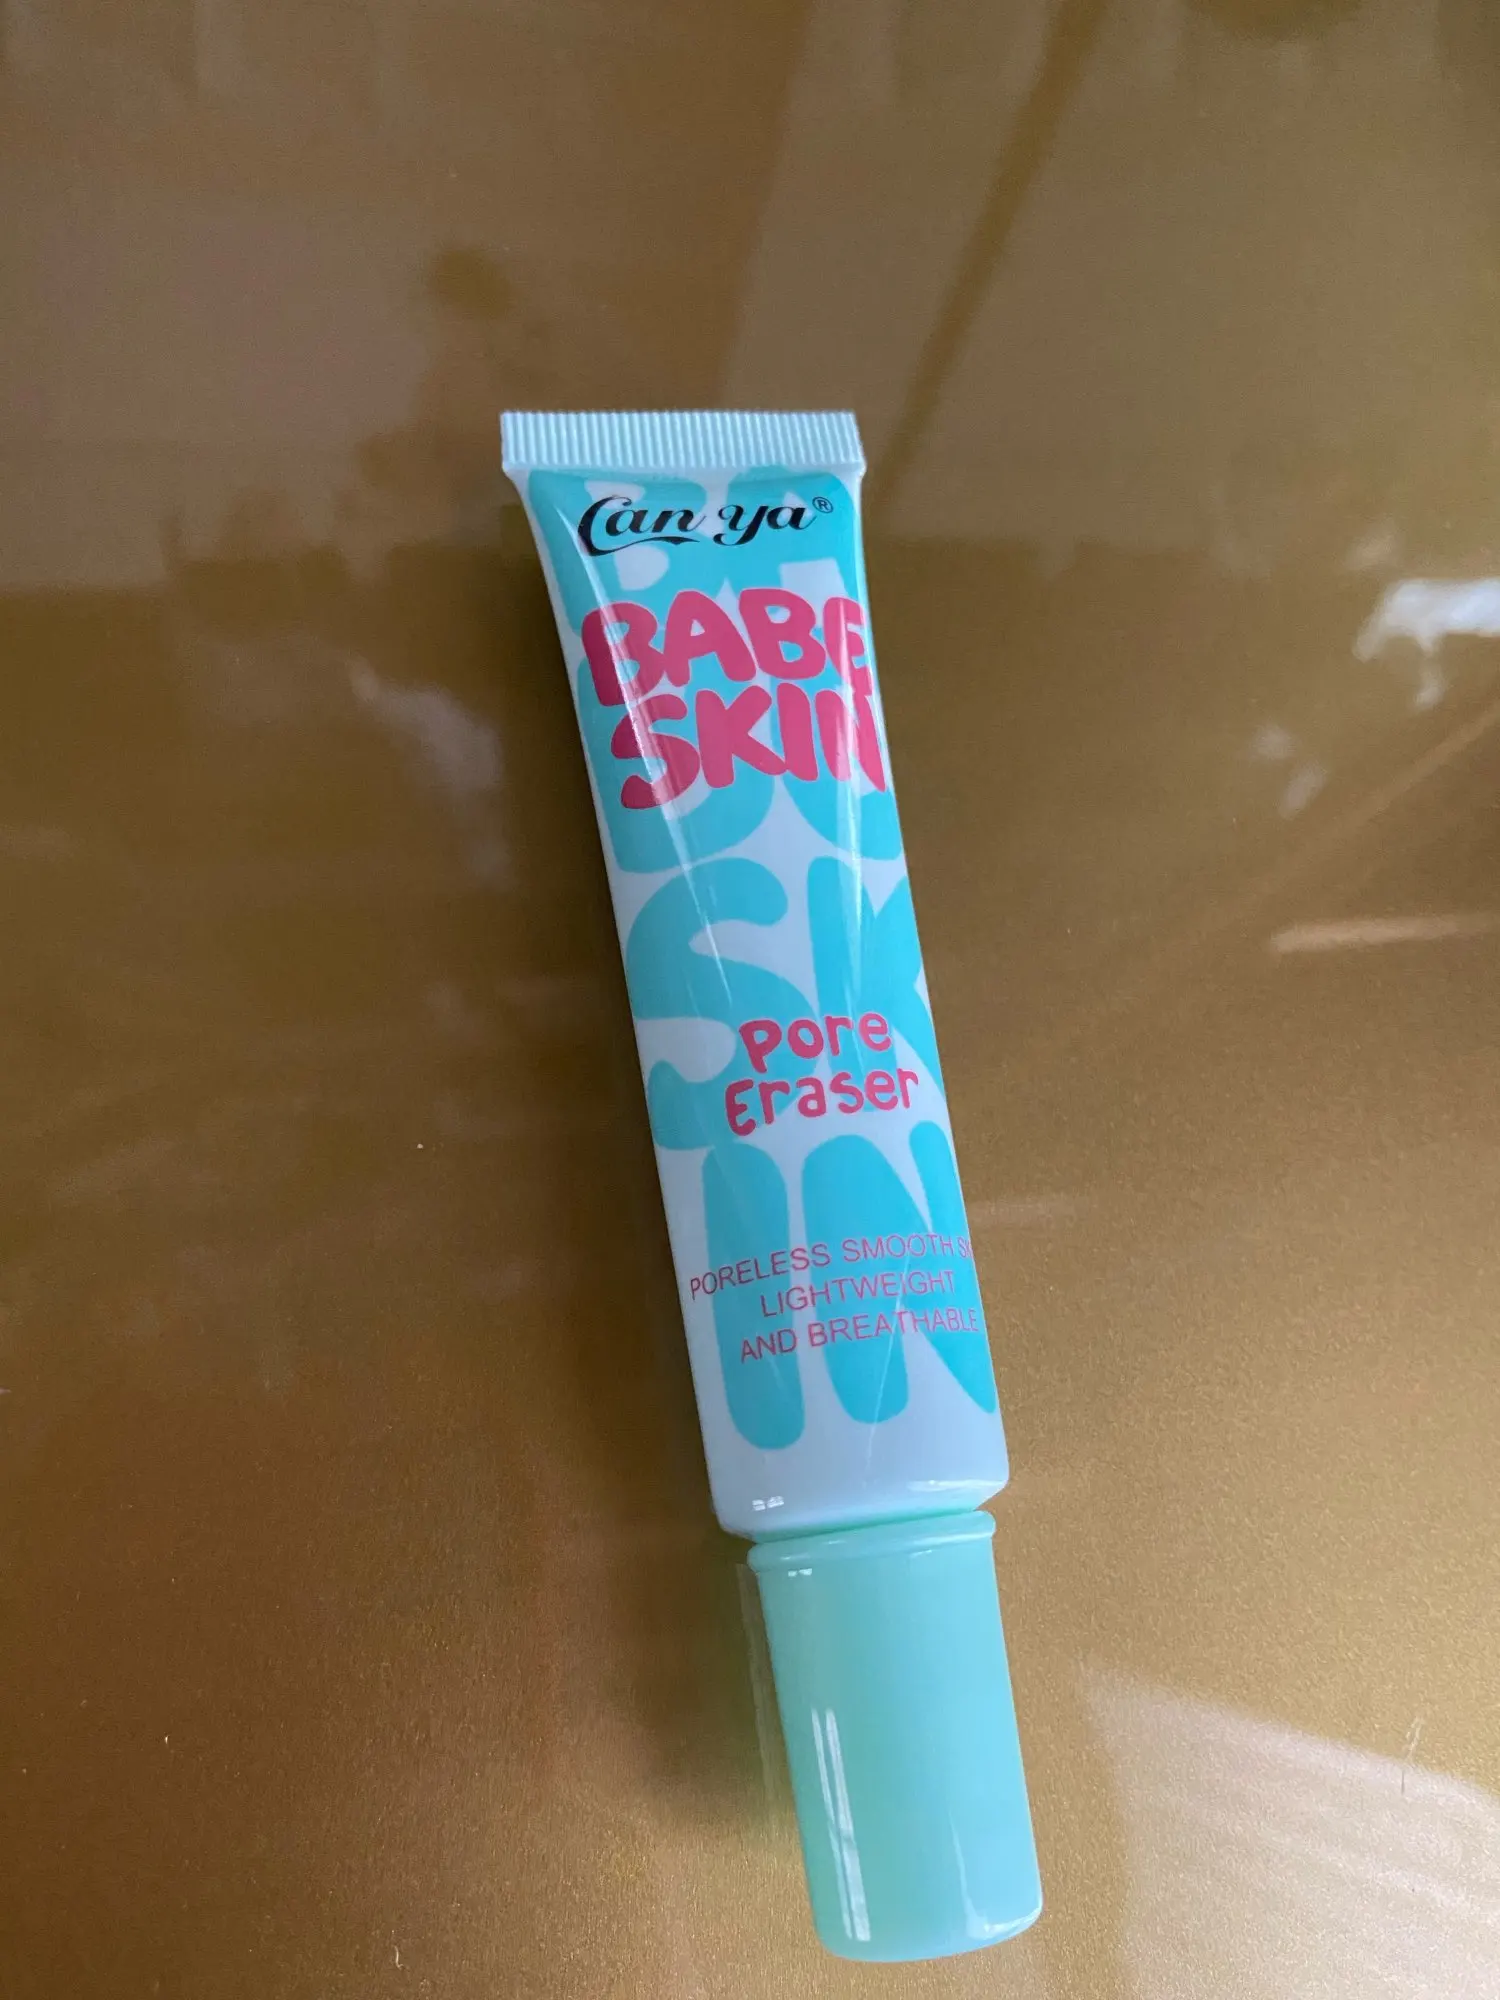 Can ya®
BABE
SKIN
Pore
Eraser
PORELESS SMOOTH
LIGHTWEIGHT
AND BREATHABLE